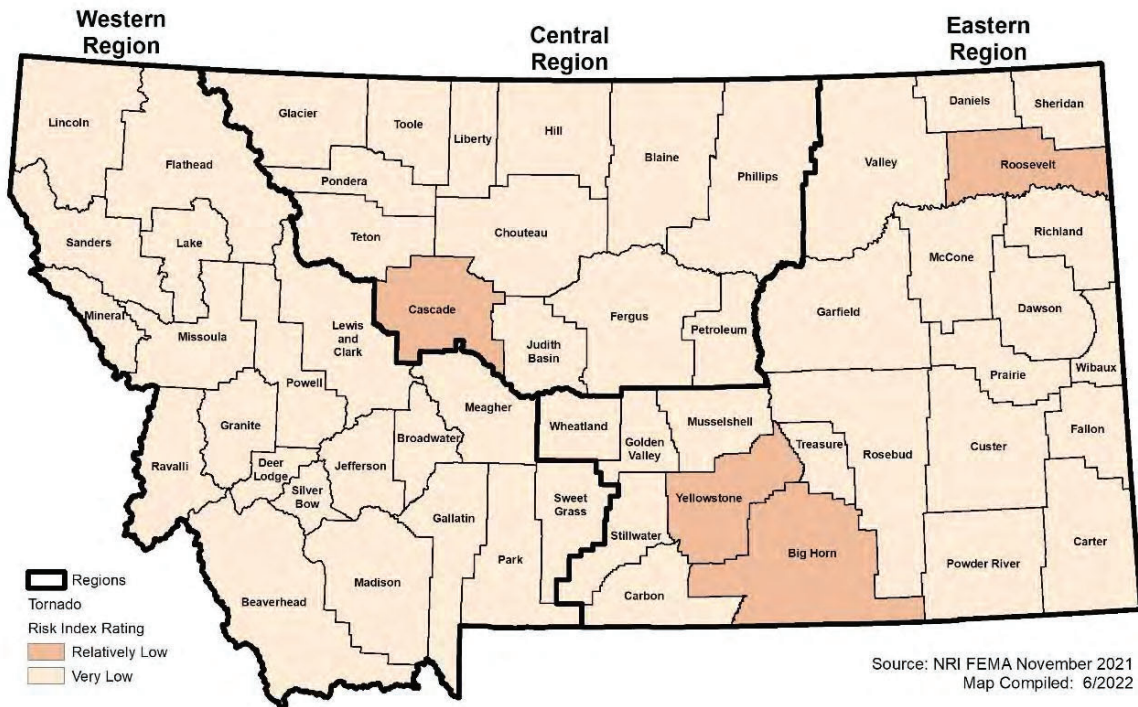 Western
Region
Central
Region
Eastern
Region
Lincoln
Flathead
Glacier
Toole
Liberty
Hill
Blaine
Phillips
Valley
Daniels
Sheridan
Roosevelt
Pondera
Teton
Chouteau
Sanders
Lake
Richland
McCone
Dawson
Garfield
Mineral
Missoula
Lewis
and
Clark
Cascade
Judith
Basin
Fergus
Petroleum
Prairie
Wibaux
Powell
Granite
Meagher
Wheatland
Golden
Valley
Musselshell
Treasure
Rosebud
Custer
Fallon
Ravalli
Deer
Lodge
Silver
Bow
Jefferson
Broadwater
Gallatin
Park
Sweet
Grass
Stillwater
Yellowstone
Big Horn
Carbon
Powder River
Carter
Beaverhead
Madison
Regions
Tornado
Risk Index Rating
Relatively Low
Very Low
Source: NRI FEMA November 2021
Map Compiled: 6/2022